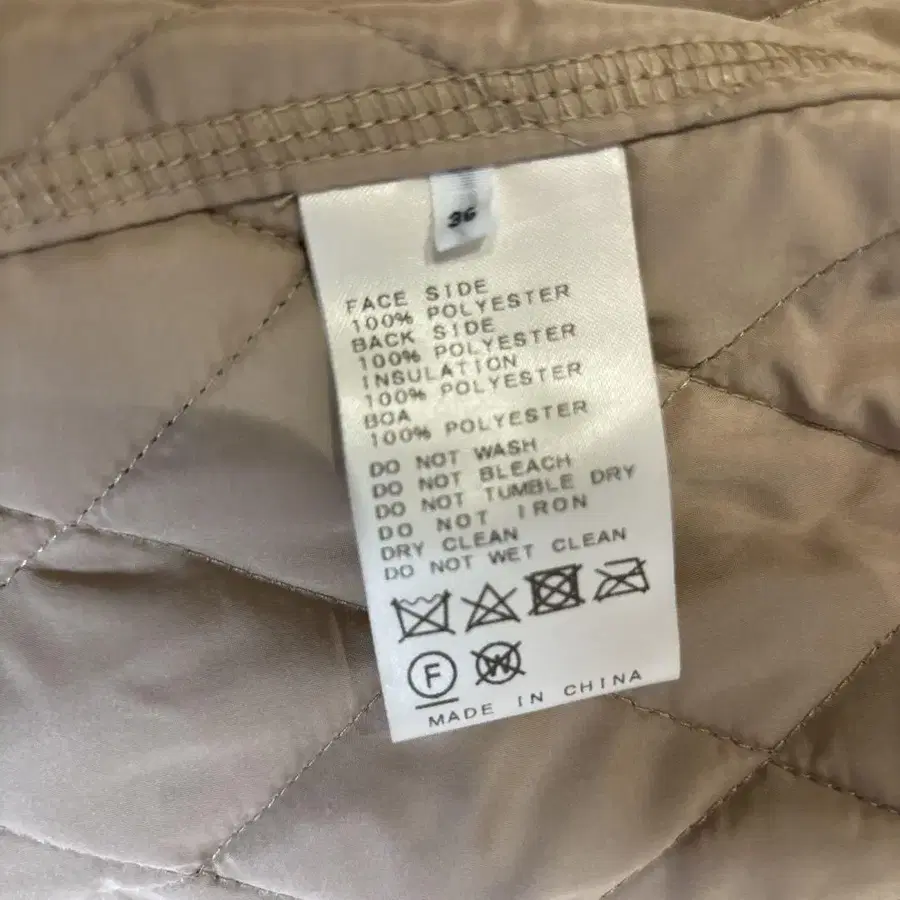 36
FACE SIDE
100% POLYESTER
BACK SIDE
100% POLYESTER
INSULATION
100% POLYESTER
BOA
100% POLYESTER
DO NOT WASH
DO NOT BLEACH
DO NOT TUMBLE DRY
DO NOT IRON
DRY CLEAN
DO NOT WET CLEAN
F W
MADE IN CHINA